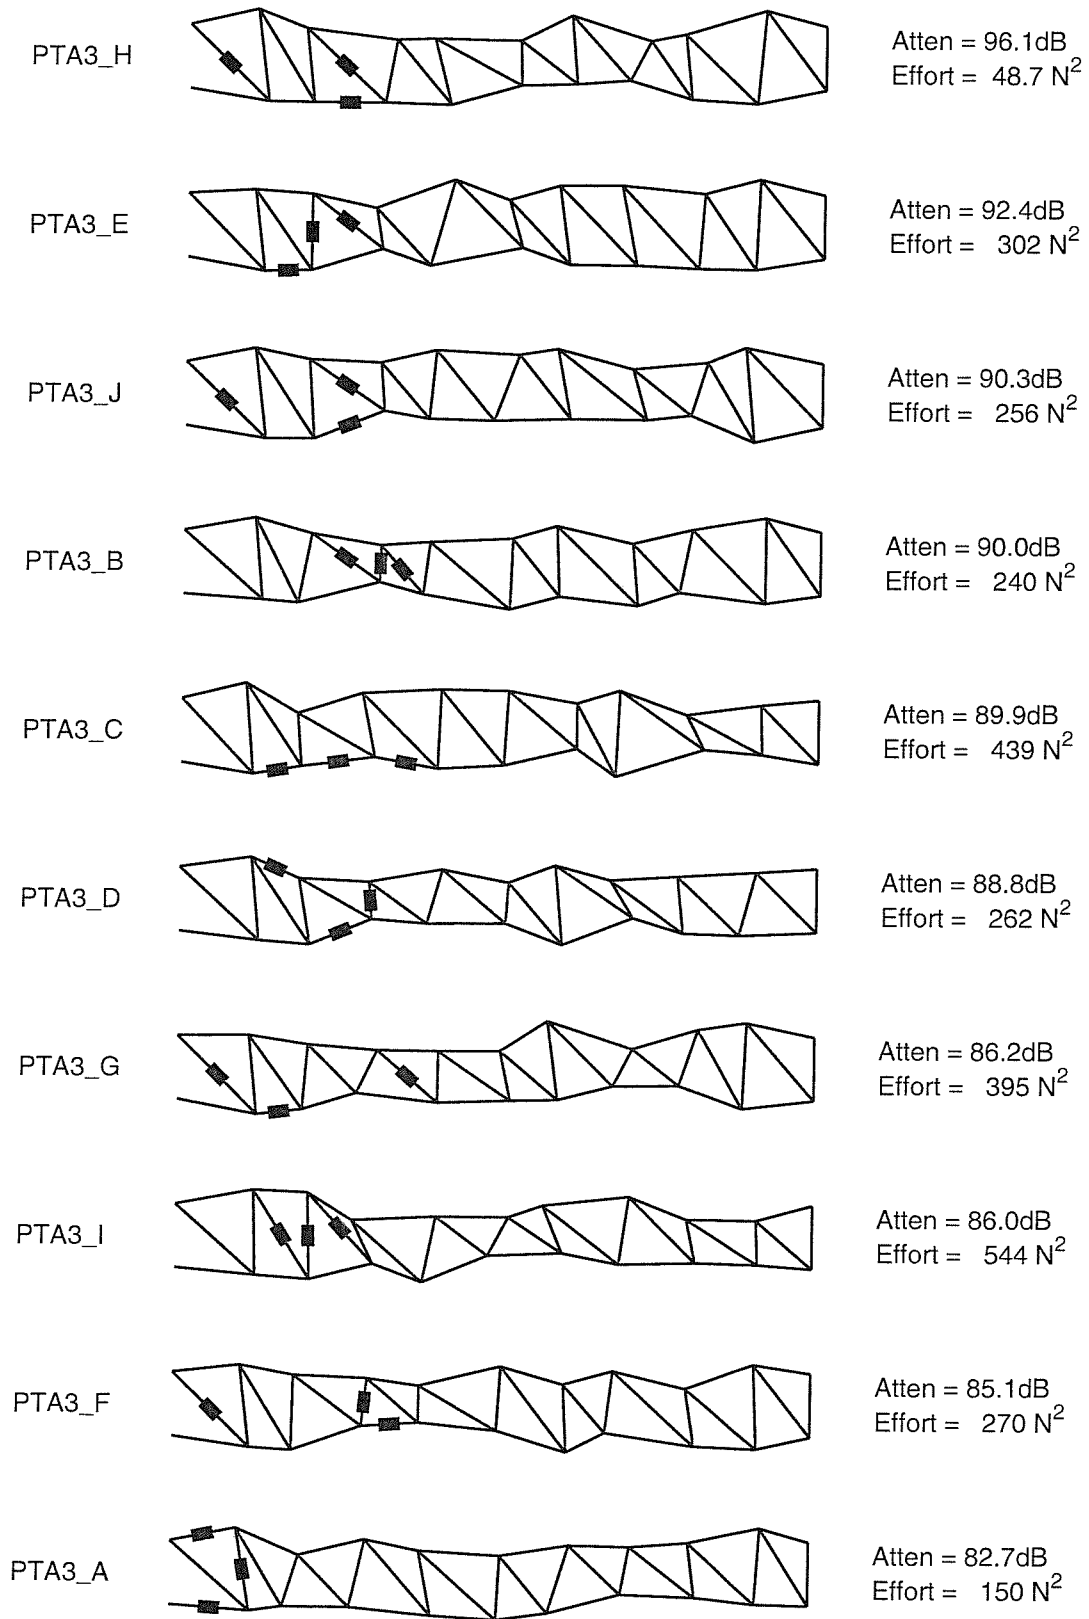 PTA3_H
Atten = 96.1dB
Effort = 48.7 N²
PTA3_E
Atten = 92.4dB
Effort = 302 N²
PTA3_J
Atten = 90.3dB
Effort = 256 N²
PTA3_B
Atten = 90.0dB
Effort = 240 N²
PTA3_C
Atten = 89.9dB
Effort = 439 N²
PTA3_D
Atten = 88.8dB
Effort = 262 N²
PTA3_G
Atten = 86.2dB
Effort = 395 N²
PTA3_I
Atten = 86.0dB
Effort = 544 N²
PTA3_F
Atten = 85.1dB
Effort = 270 N²
PTA3_A
Atten = 82.7dB
Effort = 150 N²